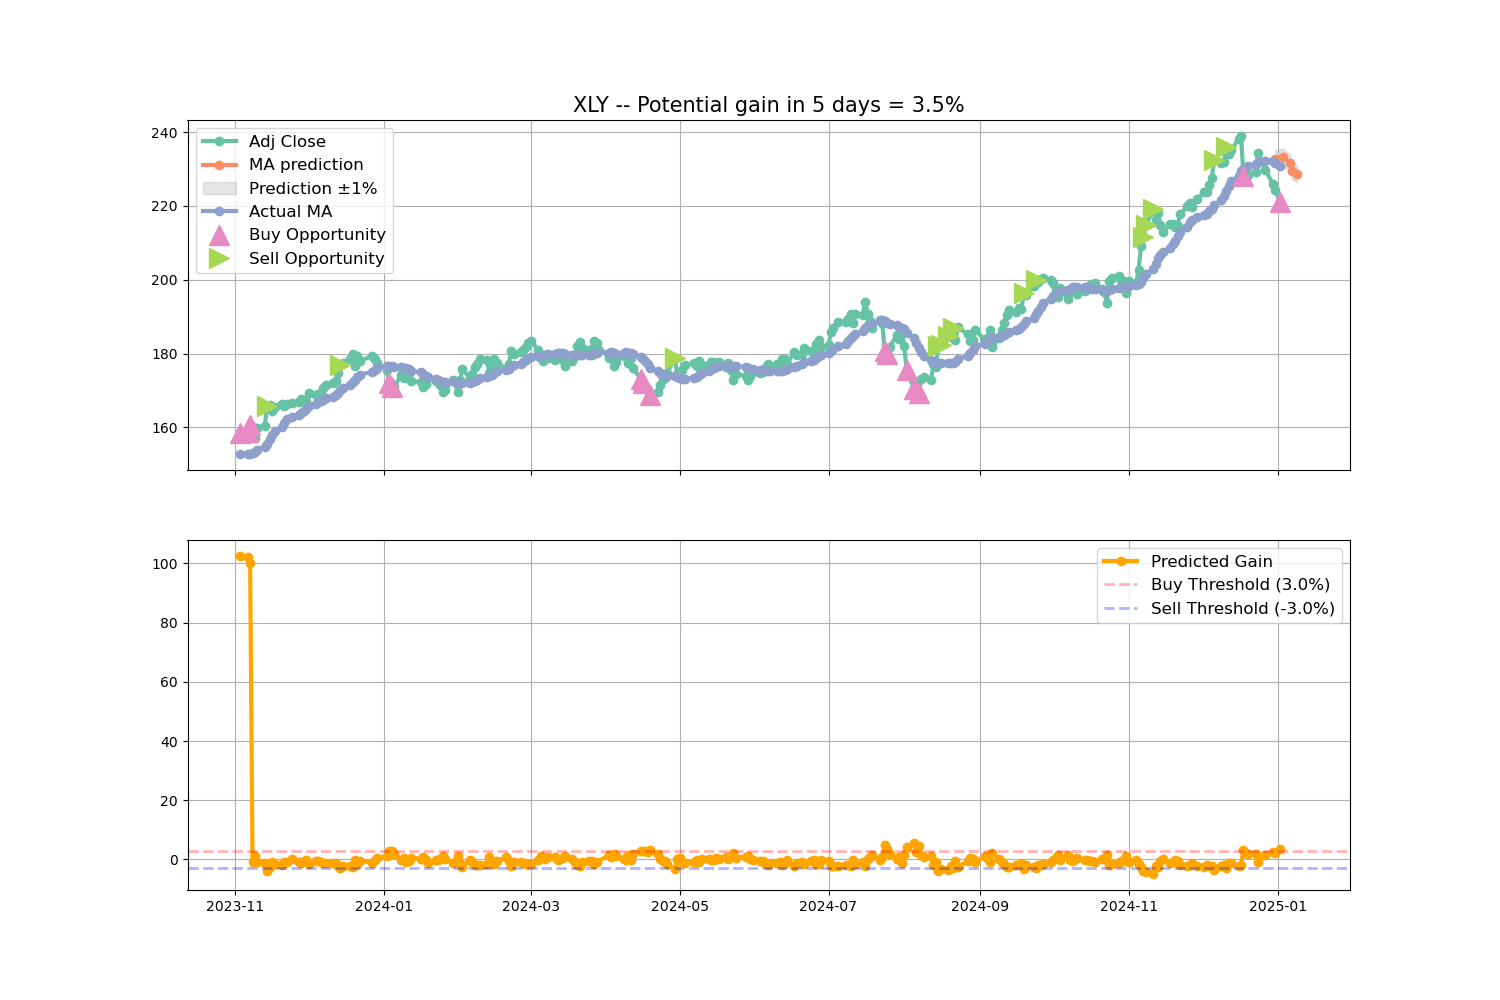 XLY -- Potential gain in 5 days = 3.5%
240
220
200
180
160
Adj Close
MA prediction
Prediction ±1%
Actual MA
Buy Opportunity
Sell Opportunity
100
80
60
40
20
0
Predicted Gain
Buy Threshold (3.0%)
Sell Threshold (-3.0%)
2023-11 2024-01 2024-03 2024-05 2024-07 2024-09 2024-11 2025-01